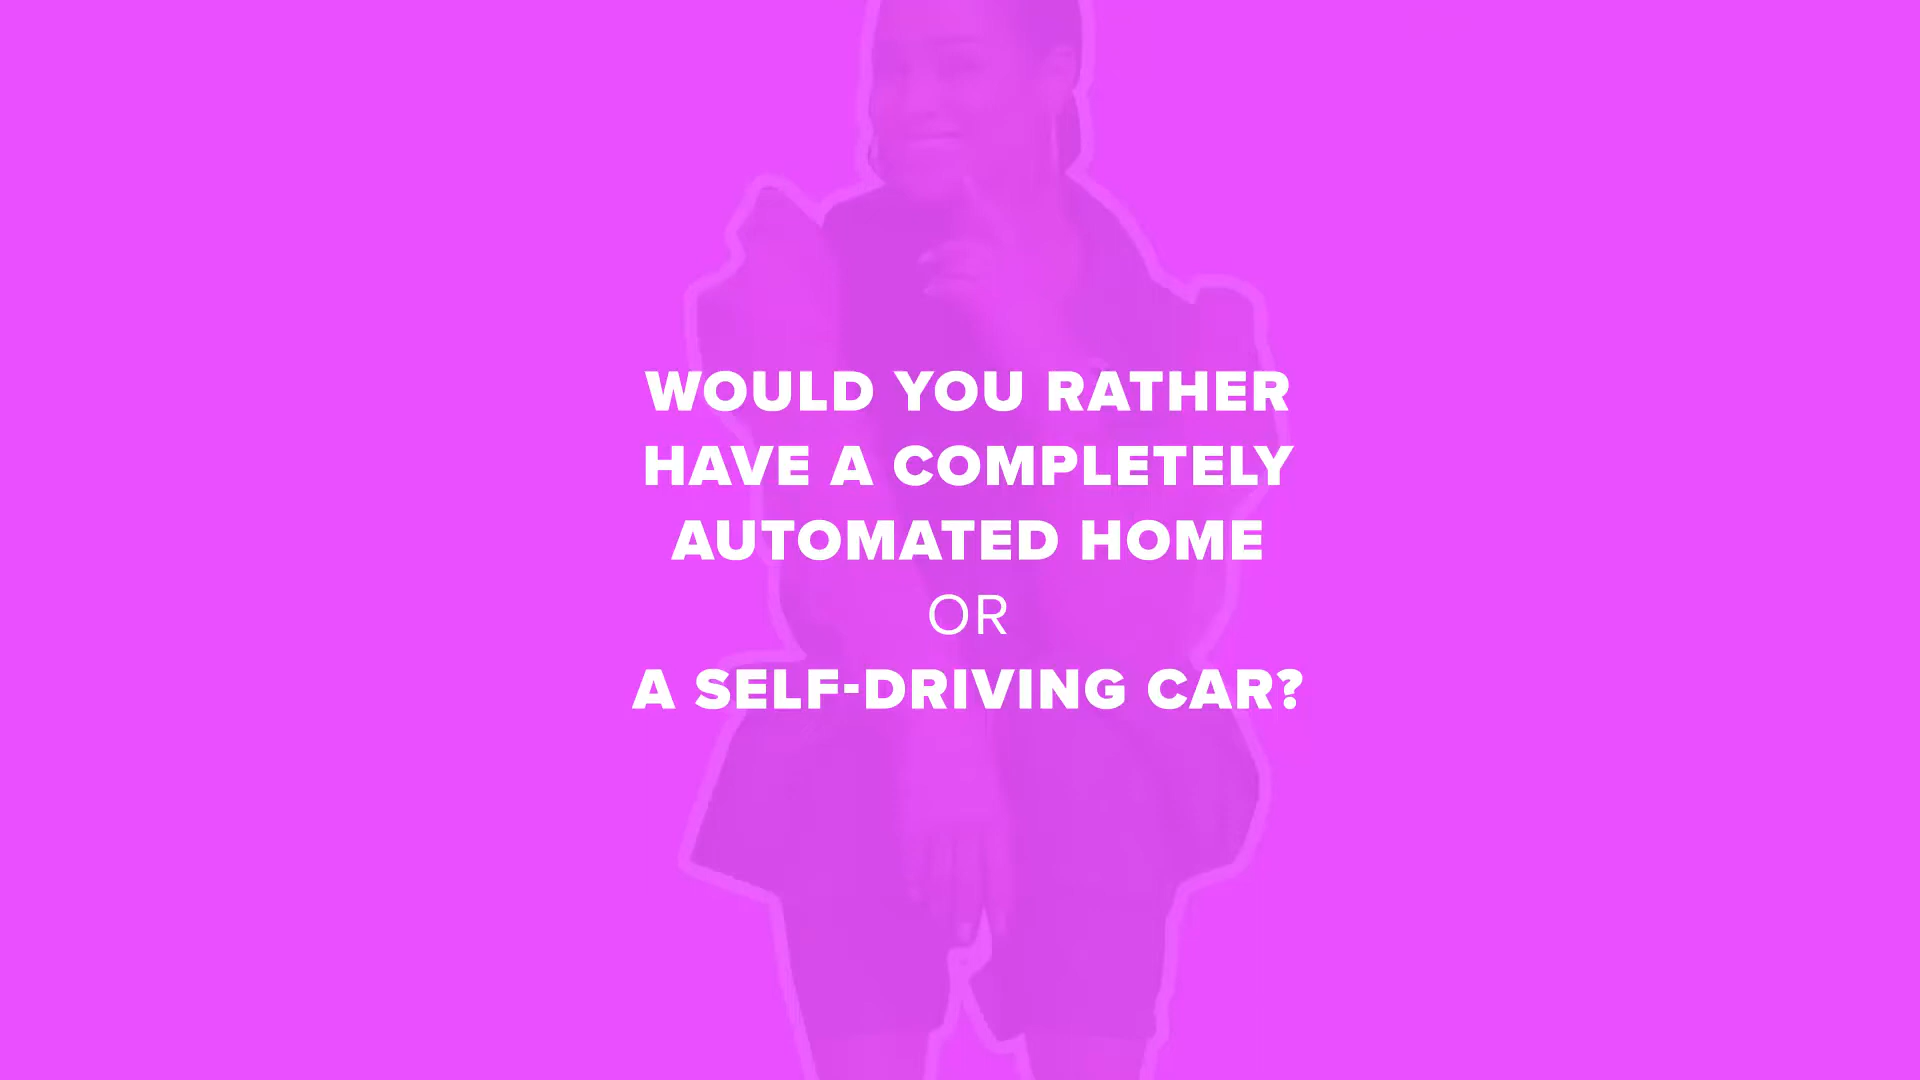 WOULD YOU RATHER
HAVE A COMPLETELY
AUTOMATED HOME
OR
A SELF-DRIVING CAR?